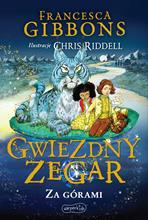 FRANCESCA
GIBBONS
Ilustracje CHRIS RIDDELL
GWIEZDNY
ZEGAR
ZA GÓRAMI